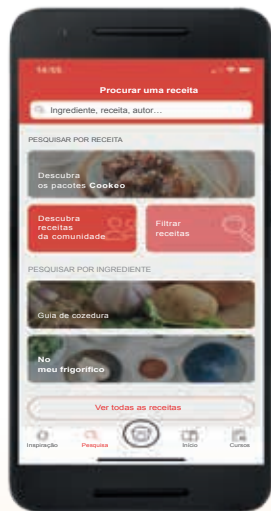 14:55
Procurar uma receita
Ingrediente, receita, autor...
PESQUISAR POR RECEITA
Descubra
os pacotes Cookeo
Descubra
receitas
da comunidade
Filtrar
receitas
PESQUISAR POR INGREDIENTE
Guia de cozedura
No
meu frigorífico
Ver todas as receitas
Inspiração
Pesquisa
Início
Cursos